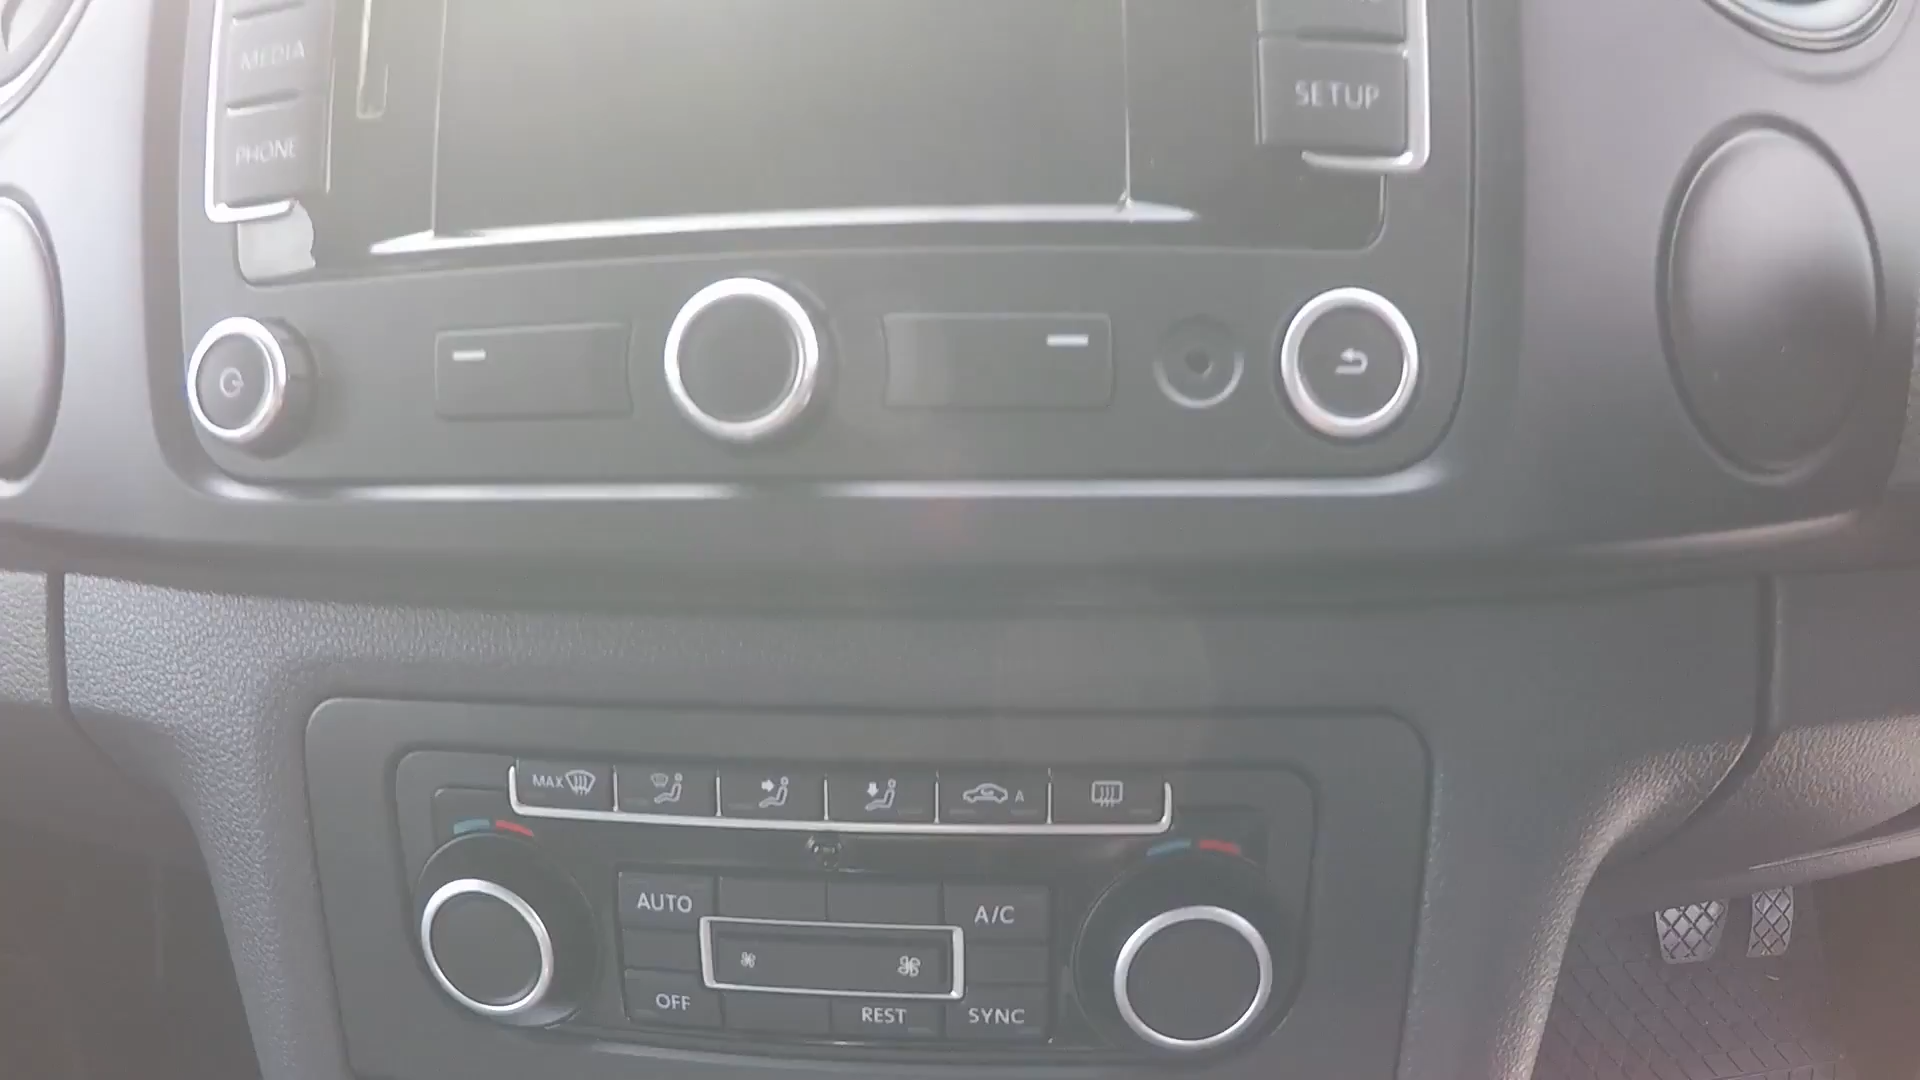 MEDIA
SETUP
PHONE
MAX
A
AUTO
A/C
OFF
REST
SYNC